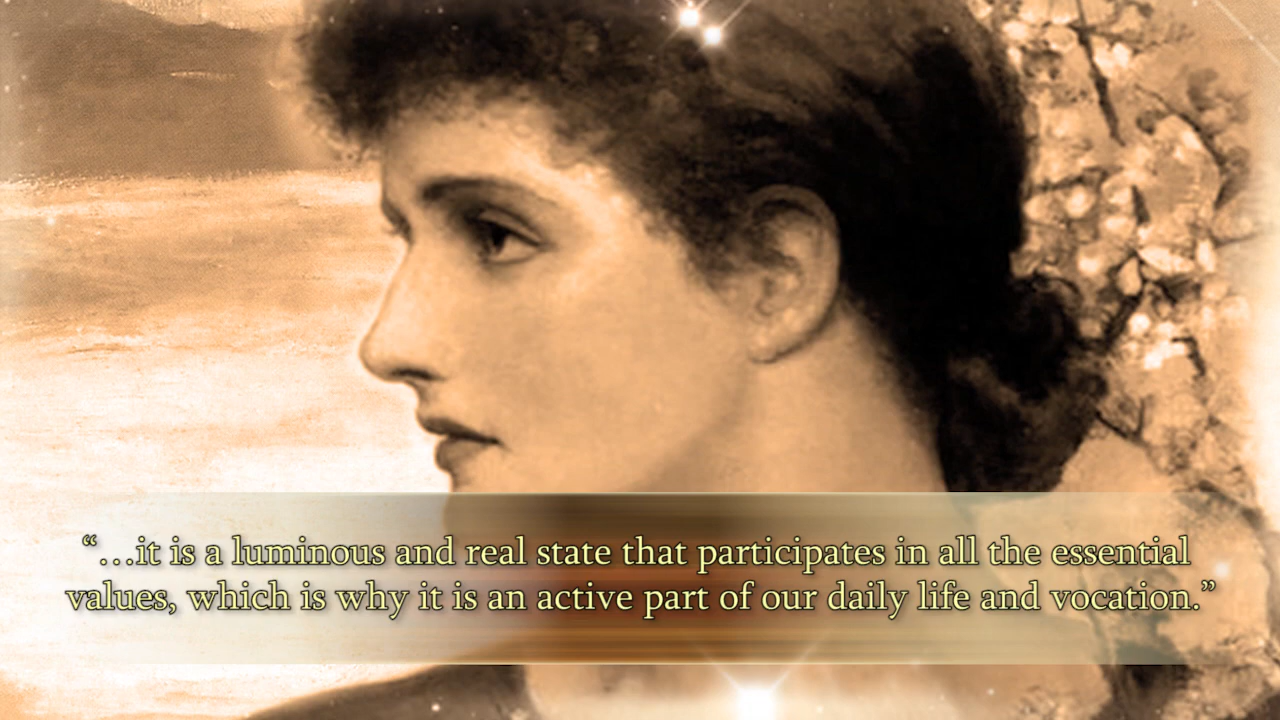 “…it is a luminous and real state that participates in all the essential
values, which is why it is an active part of our daily life and vocation.”